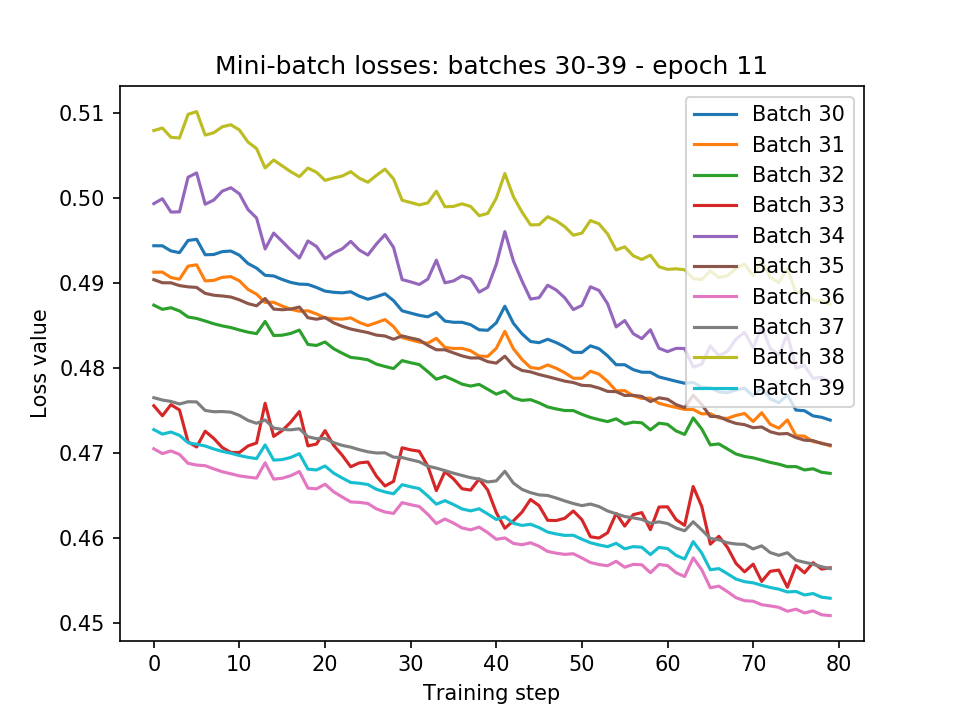 Mini-batch losses: batches 30-39 - epoch 11
Loss value
0.51
0.50
0.49
0.48
0.47
0.46
0.45
Batch 30
Batch 31
Batch 32
Batch 33
Batch 34
Batch 35
Batch 36
Batch 37
Batch 38
Batch 39
0 10 20 30 40 50 60 70 80
Training step